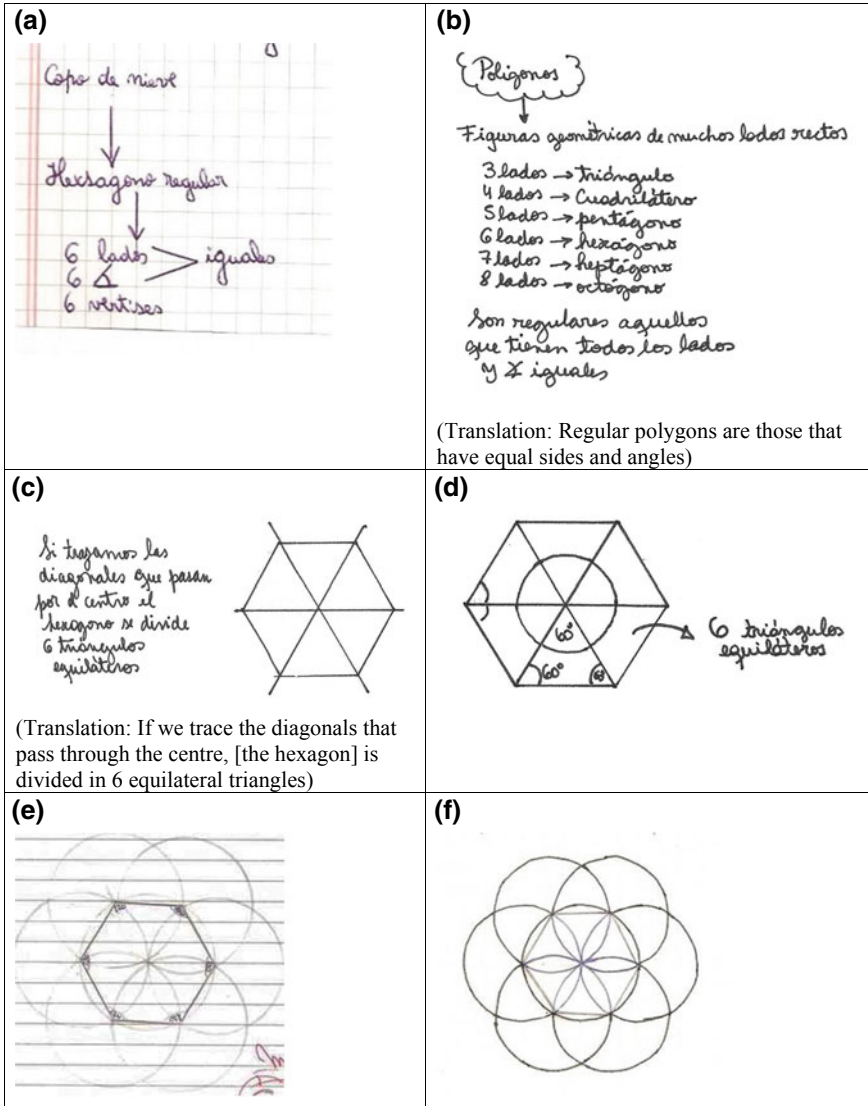 (a)
Copo de nieve
Hexsagono regular
6 lados
6 ∡
iguales
6 vértises
(b)
Polígonos
Figuras geométricas de muchos lados rectos
3 lados → triángulo
4 lados → Cuadrilátero
5 lados → pentágono
6 lados → hexágono
7 lados → heptágono
8 lados → octógono
Son regulares aquellos
que tienen todos los lados
y ∡ iguales
(Translation: Regular polygons are those that
have equal sides and angles)
(c)
Si trazamos las
diagonales que pasan
por el centro el
hexagono se divide
6 triángulos
equiláteros
(Translation: If we trace the diagonals that
pass through the centre, [the hexagon] is
divided in 6 equilateral triangles)
(d)
60°
60°
6 triángulos
equiláteros
(e)
(f)